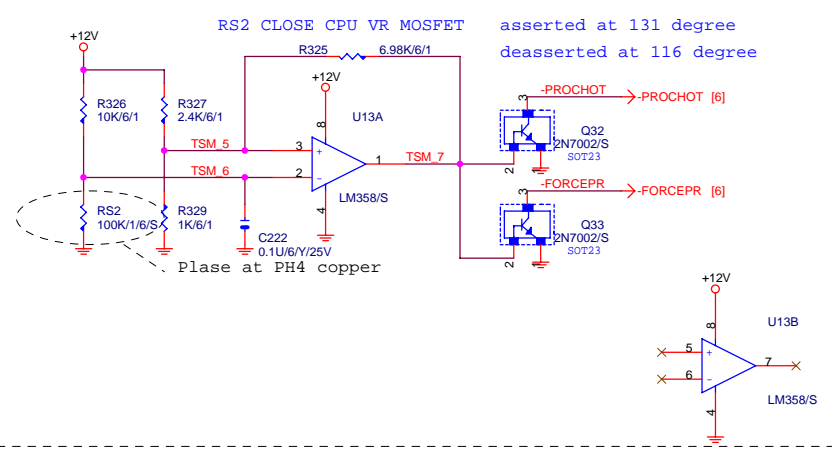 RS2 CLOSE CPU VR MOSFET
asserted at 131 degree
deasserted at 116 degree
+12V
R325
6.98K/6/1
+12V
R326
10K/6/1
R327
2.4K/6/1
U13A
8
TSM_5
3
+
1
TSM_7
TSM_6
2
−
4
LM358/S
RS2
100K/1/6/S
R329
1K/6/1
C222
0.1U/6/Y/25V
Plase at PH4 copper
3
-PROCHOT
-PROCHOT [6]
Q32
2N7002/S
SOT23
2
1
3
-FORCEPR
-FORCEPR [6]
Q33
2N7002/S
SOT23
2
1
+12V
8
U13B
5
+
7
6
−
4
LM358/S